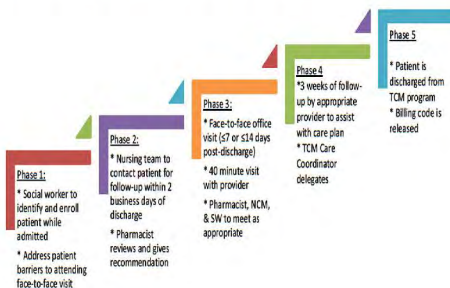 Phase 1:
* Social worker to
identify and enroll
patient while
admitted
* Address patient
barriers to attending
face-to-face visit
Phase 2:
* Nursing team to
contact patient for
follow-up within 2
business days of
discharge
* Pharmacist
reviews and gives
recommendation
Phase 3:
* Face-to-face office
visit (≤7 or ≤14 days
post-discharge)
* 40 minute visit
with provider
* Pharmacist, NCM,
& SW to meet as
appropriate
Phase 4
*3 weeks of follow-
up by appropriate
provider to assist
with care plan
* TCM Care
Coordinator
delegates
Phase 5
* Patient is
discharged from
TCM program
* Billing code is
released